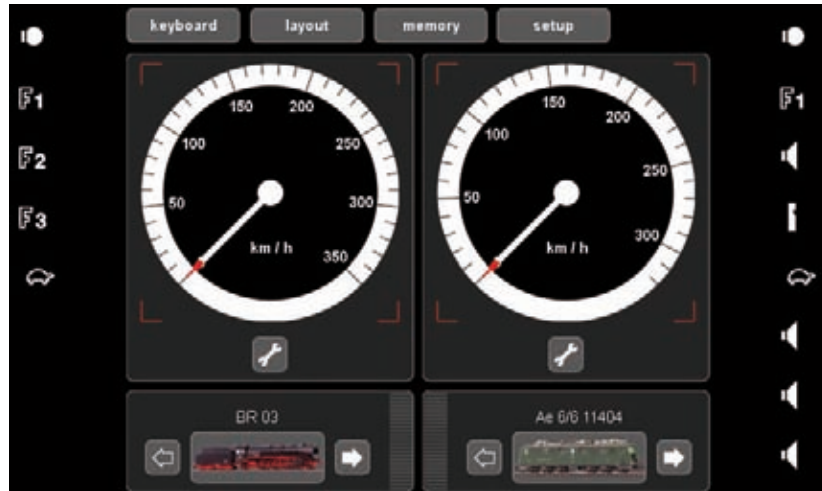 keyboard layout memory setup
F1
F2
F3
50 100 150 200 250 300 350
km / h
50 100 150 200 250 300
km / h
F1
BR 03
Ae 6/6 11404